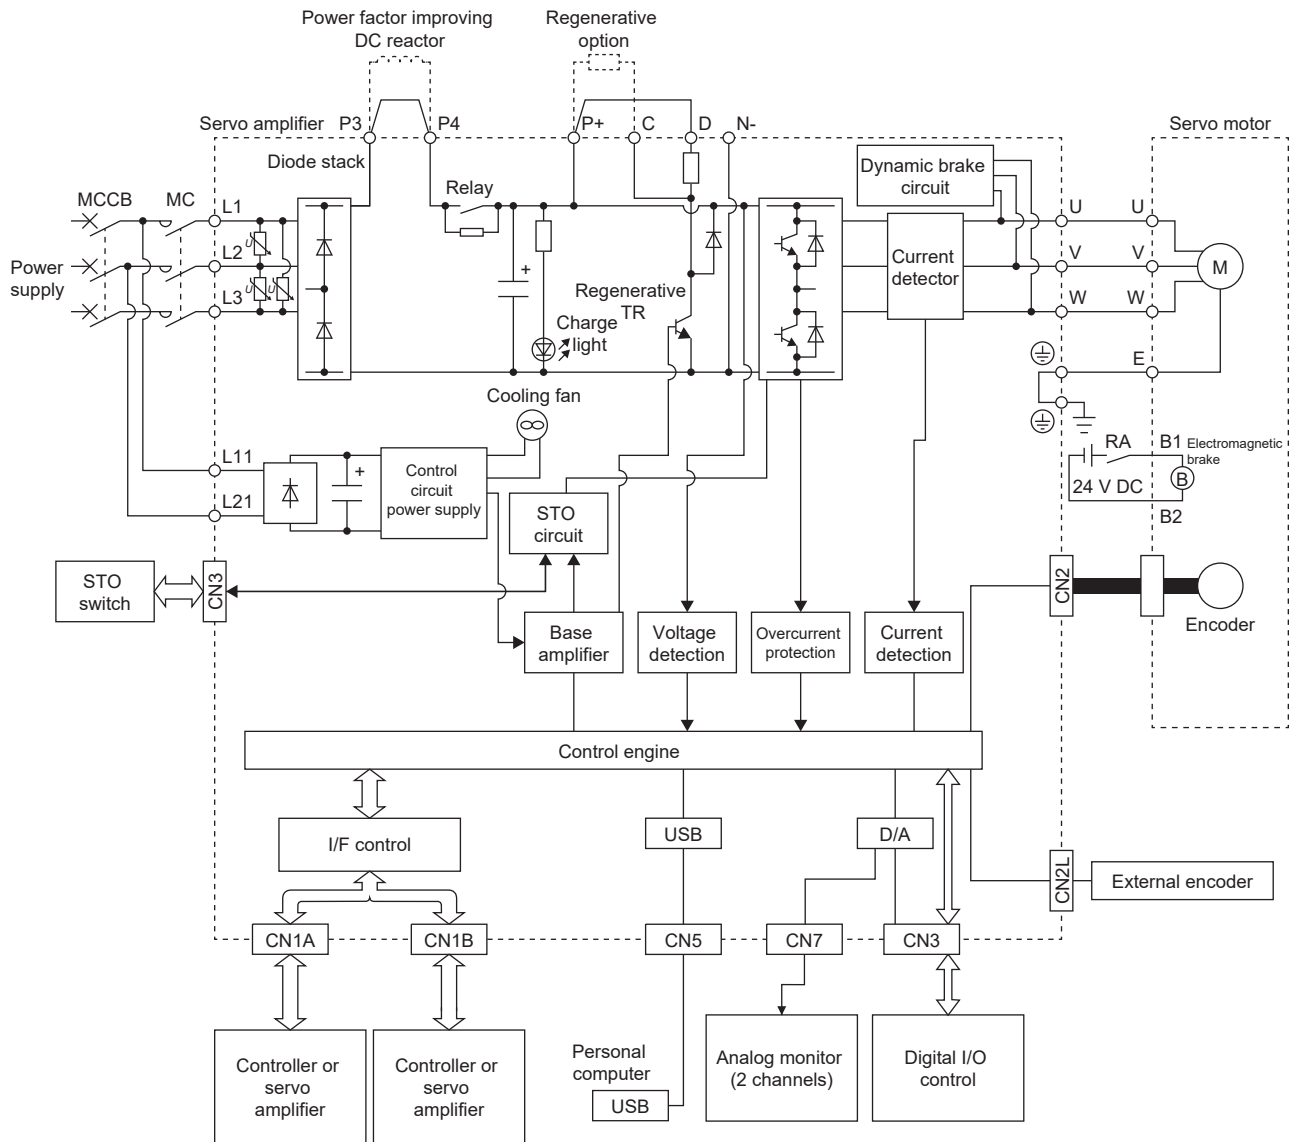 Power factor improving
DC reactor
Regenerative
option
Servo amplifier
P3
P4
P+
C
D
N-
Servo motor
Diode stack
Dynamic brake
circuit
MCCB
MC
L1
Relay
U
U
U
L2
V
V
Current
detector
M
Power
supply
U
U
L3
Regenerative
TR
W
W
+
Charge
light
E
Cooling fan
RA
B1
Electromagnetic
brake
L11
+
Control
circuit
power supply
24 V DC
B
L21
STO
circuit
B2
STO
switch
CN3
CN2
Encoder
Base
amplifier
Voltage
detection
Overcurrent
protection
Current
detection
Control engine
I/F control
USB
D/A
CN2L
External encoder
CN1A
CN1B
CN5
CN7
CN3
Controller or
servo
amplifier
Controller or
servo
amplifier
Personal
computer
USB
Analog monitor
(2 channels)
Digital I/O
control